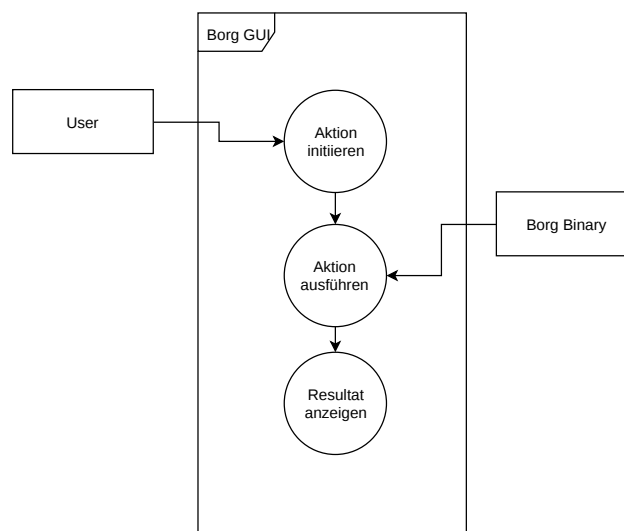 Borg GUI
User
Aktion
initiieren
Borg Binary
Aktion
ausführen
Resultat
anzeigen